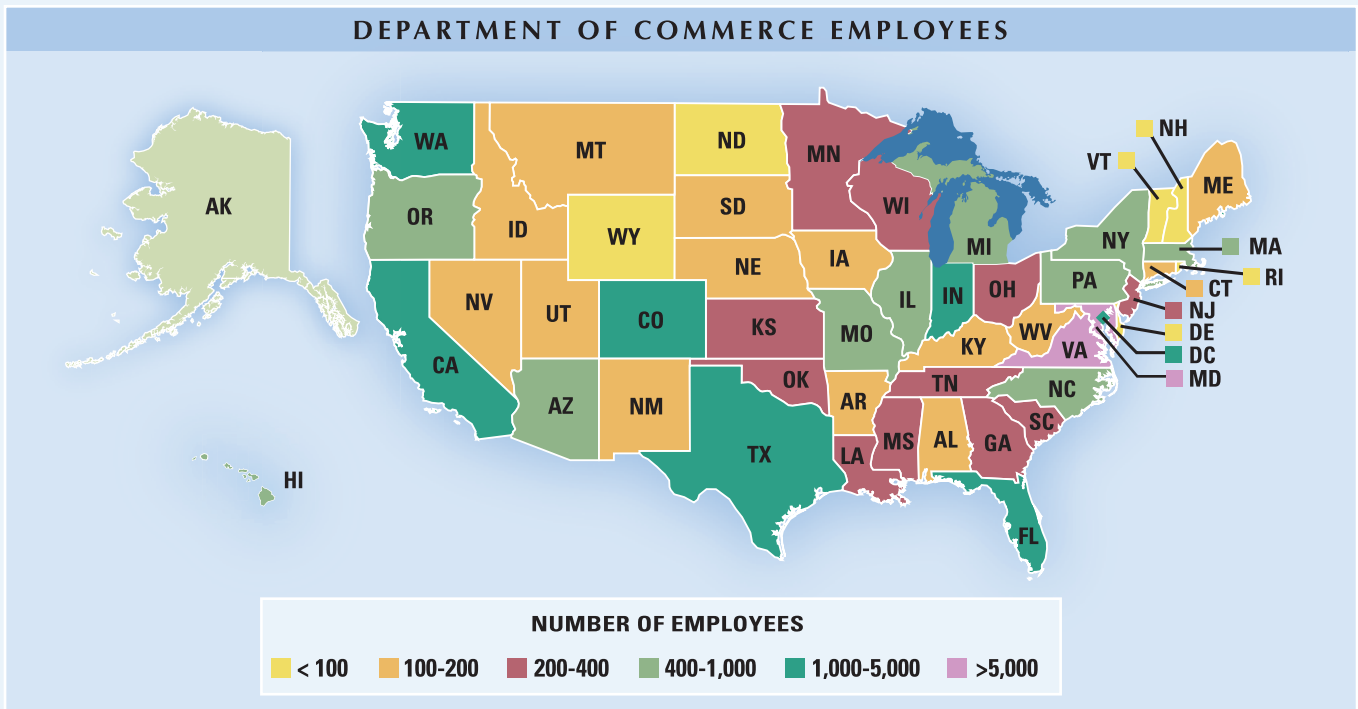 DEPARTMENT OF COMMERCE EMPLOYEES
NH
WA
MT
ND
MN
VT
ME
AK
OR
ID
SD
WI
WY
NY
MI
MA
IA
NE
PA
RI
CT
NV
UT
CO
IL
IN
OH
NJ
KS
MO
WV
DE
KY
VA
DC
CA
MD
OK
TN
NC
AZ
NM
AR
SC
TX
LA
MS
AL
GA
HI
FL
NUMBER OF EMPLOYEES
< 100 100-200 200-400 400-1,000 1,000-5,000 >5,000